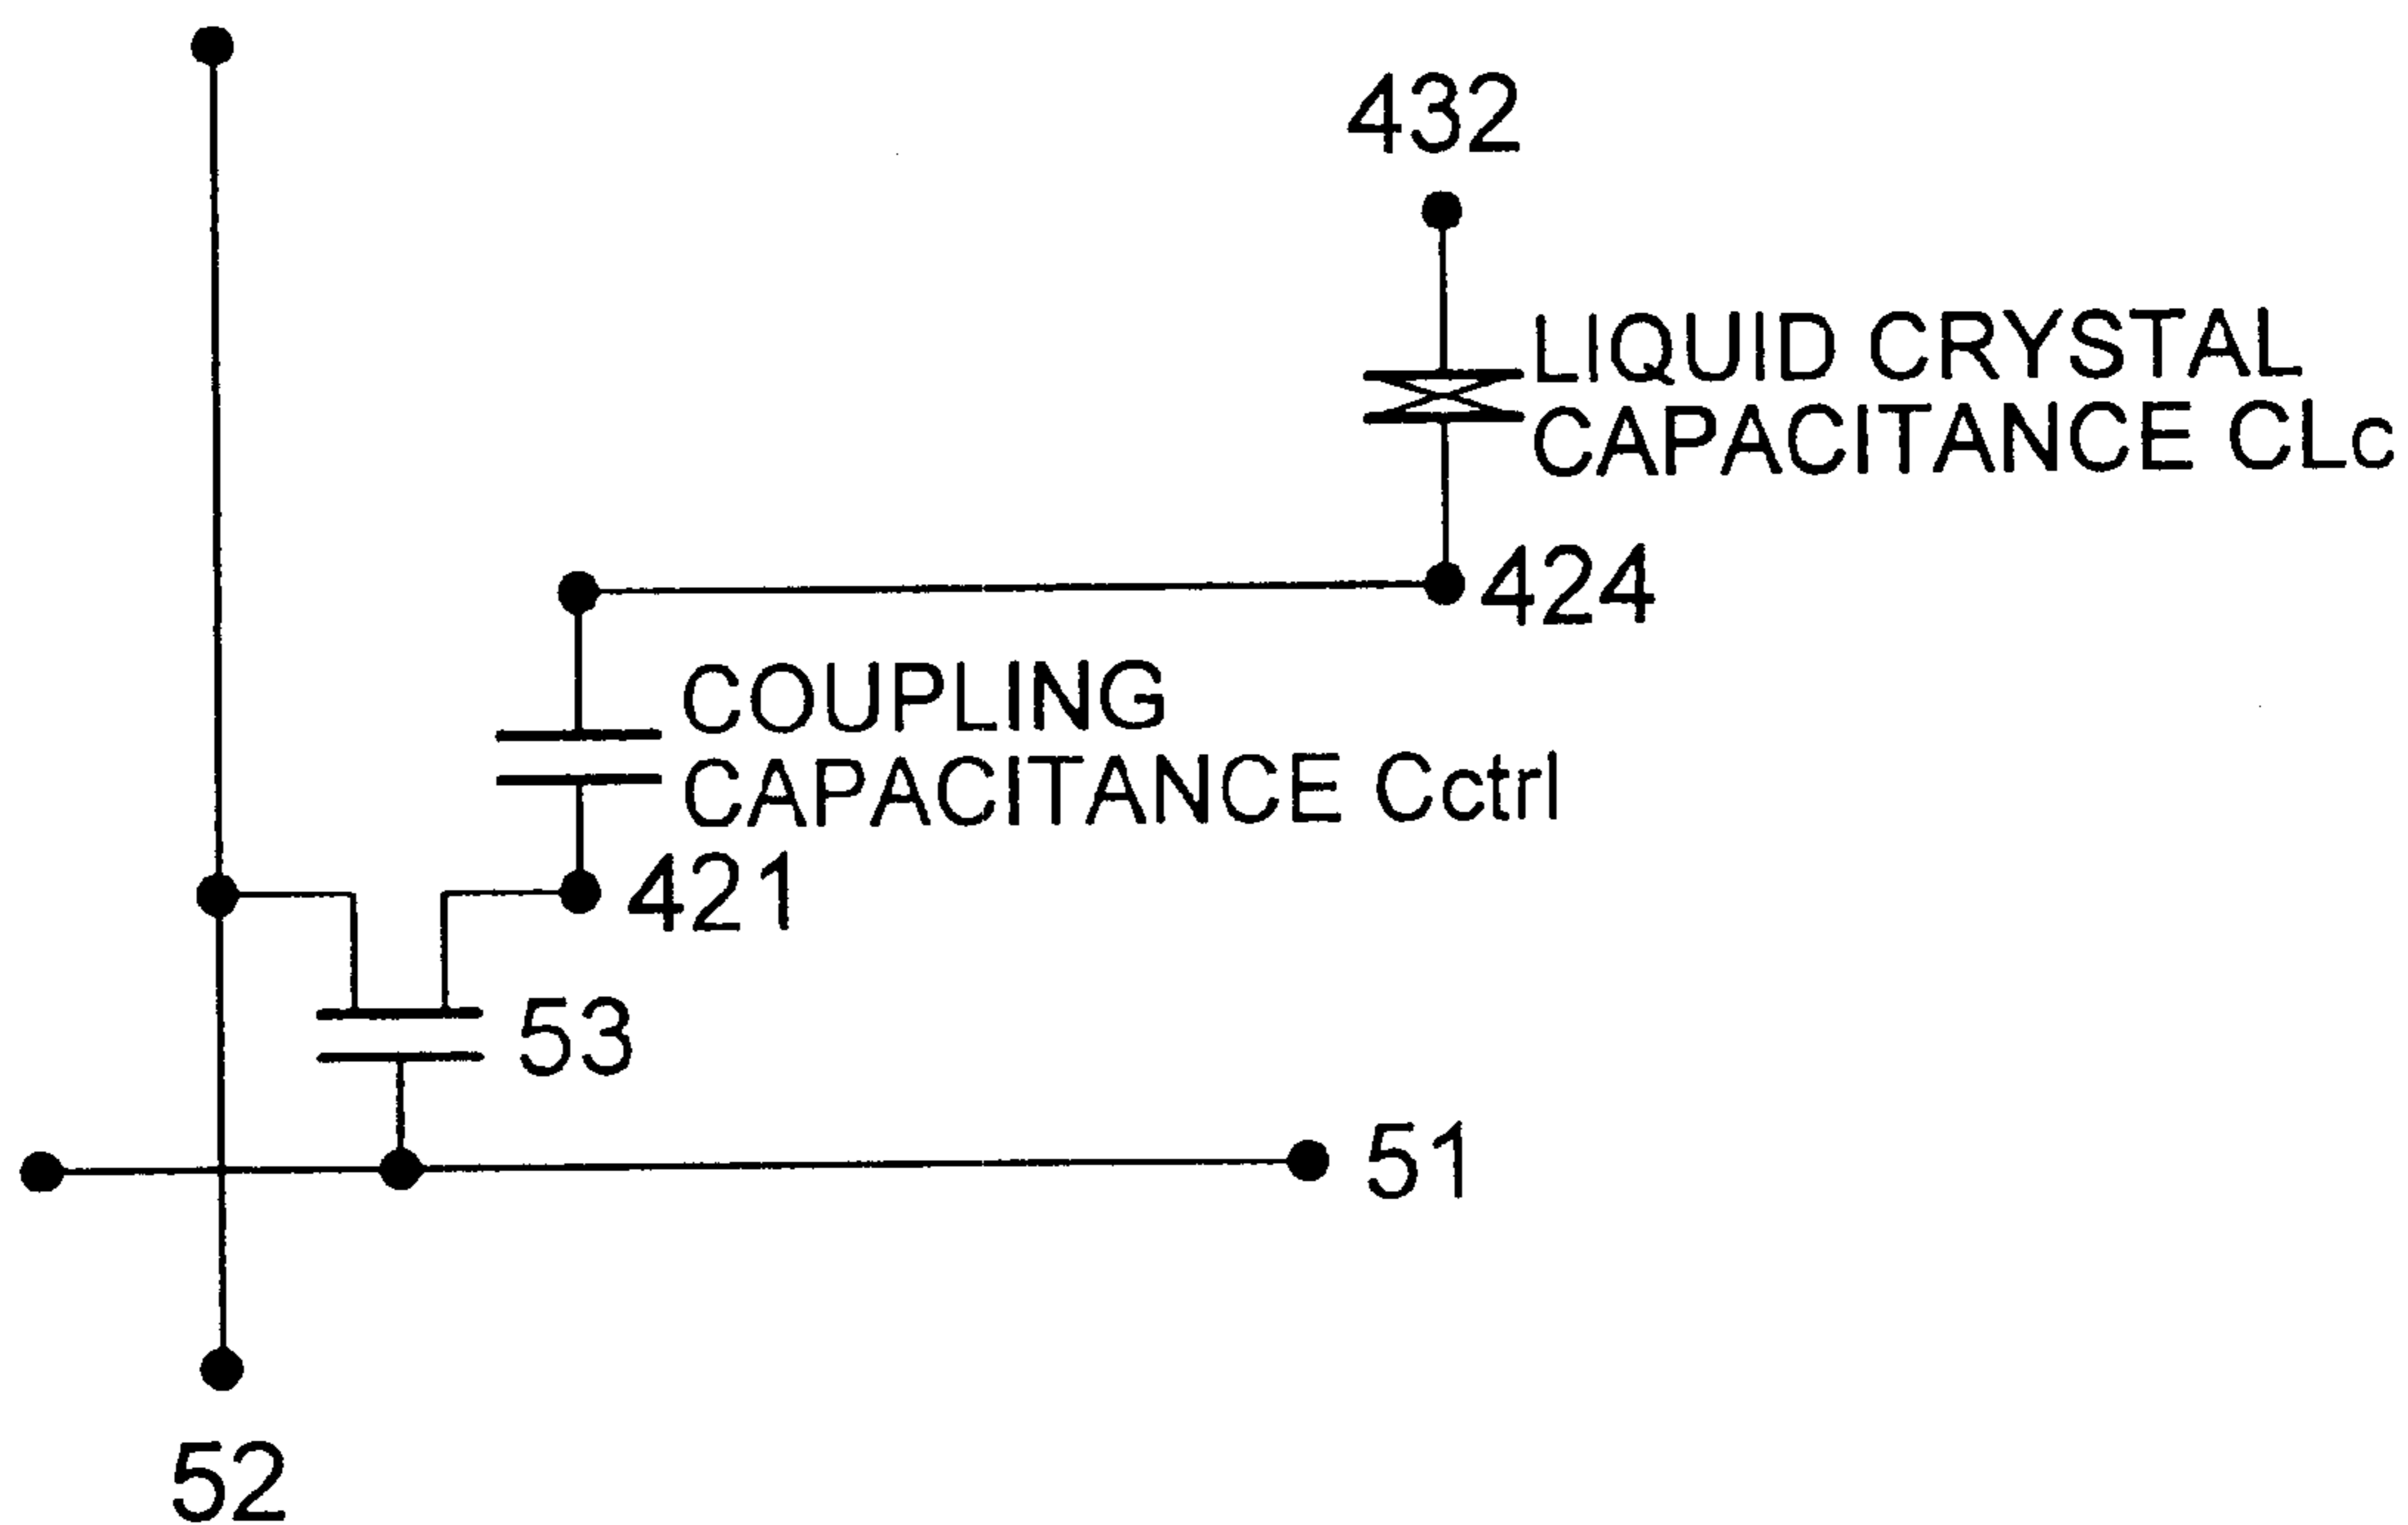 432
LIQUID CRYSTAL
CAPACITANCE CLc
424
COUPLING
CAPACITANCE Cctrl
421
53
51
52